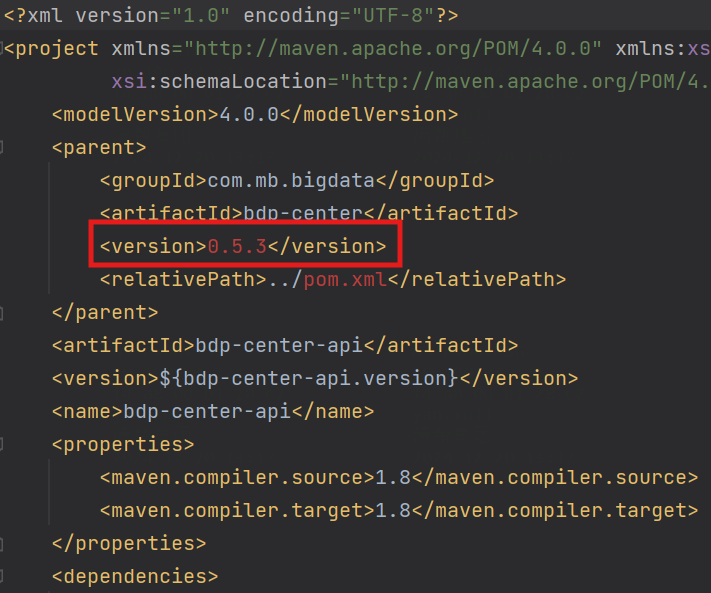 <?xml version="1.0" encoding="UTF-8"?>
<project xmlns="http://maven.apache.org/POM/4.0.0" xmlns:xs
xsi:schemaLocation="http://maven.apache.org/POM/4.
<modelVersion>4.0.0</modelVersion>
<parent>
<groupId>com.mb.bigdata</groupId>
<artifactId>bdp-center</artifactId>
<version>0.5.3</version>
<relativePath>../pom.xml</relativePath>
</parent>
<artifactId>bdp-center-api</artifactId>
<version>${bdp-center-api.version}</version>
<name>bdp-center-api</name>
<properties>
<maven.compiler.source>1.8</maven.compiler.source>
<maven.compiler.target>1.8</maven.compiler.target>
</properties>
<dependencies>